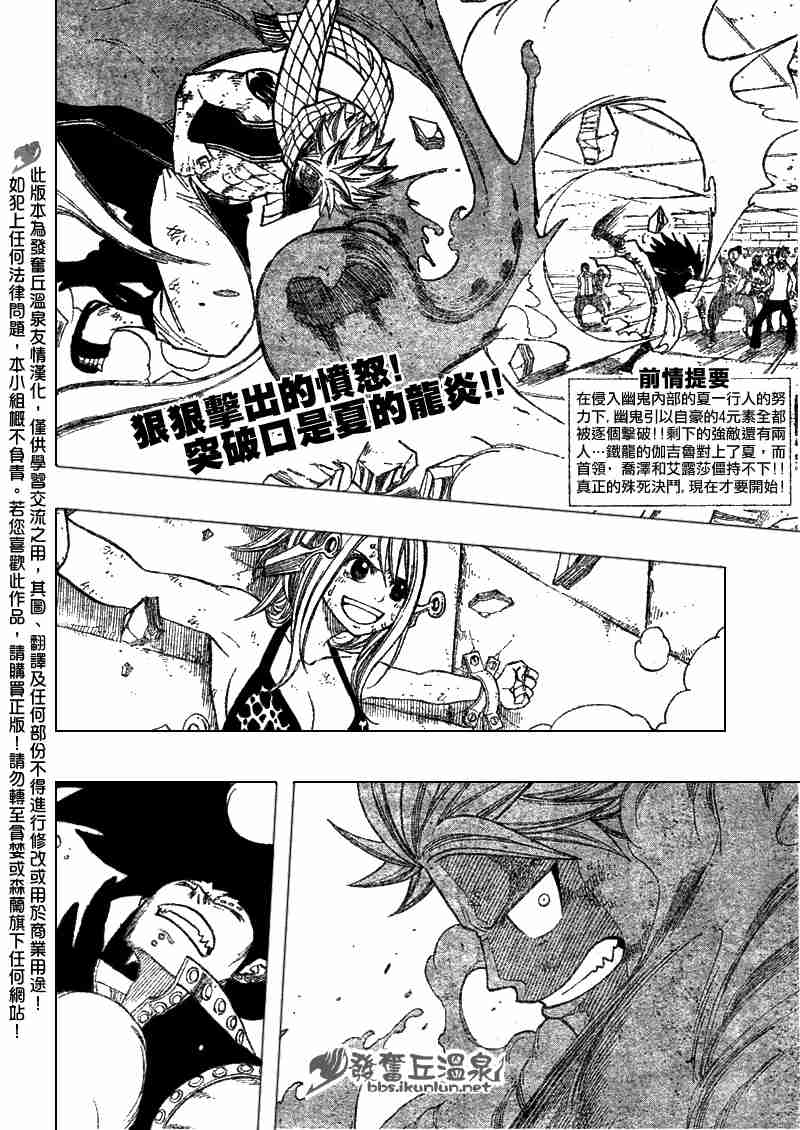 此版本為發奮丘溫泉友情漢化，僅供學習交流之用，其圖、翻譯及任何部份不得進行修改或用於商業用途！
如犯上任何法律問題，本小組概不負責。若您喜歡此作品，請購買正版！請勿轉至貪婪或森蘭旗下任何網站！
狠狠擊出的憤怒！
突破口是夏的龍炎!!
前情提要
在侵入幽鬼內部的夏一行人的努
力下,幽鬼引以自豪的4元素全都
被逐個擊破!!剩下的強敵還有兩
人…鐵龍的伽吉魯對上了夏，而
首領﹐喬澤和艾露莎僵持不下!!
真正的殊死決鬥,現在才要開始!
發奮丘溫泉
bbs.ikunlun.net